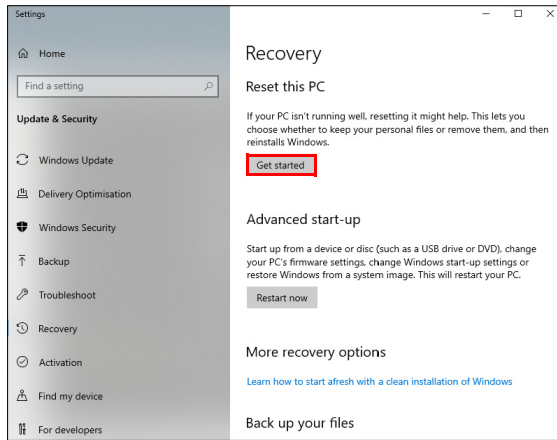 Settings
Home
Find a setting
Update & Security
Windows Update
Delivery Optimisation
Windows Security
Backup
Troubleshoot
Recovery
Activation
Find my device
For developers
Recovery
Reset this PC
If your PC isn't running well, resetting it might help. This lets you
choose whether to keep your personal files or remove them, and then
reinstalls Windows.
Get started
Advanced start-up
Start up from a device or disc (such as a USB drive or DVD), change
your PC's firmware settings, change Windows start-up settings or
restore Windows from a system image. This will restart your PC.
Restart now
More recovery options
Learn how to start afresh with a clean installation of Windows
Back up your files